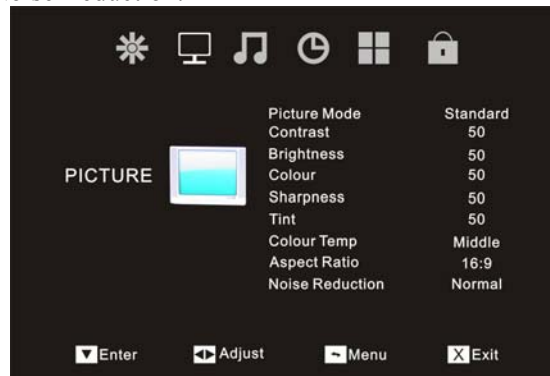 Picture Mode Standard
Contrast 50
Brightness 50
PICTURE
Colour 50
Sharpness 50
Tint 50
Colour Temp Middle
Aspect Ratio 16:9
Noise Reduction Normal
Enter Adjust Menu X Exit